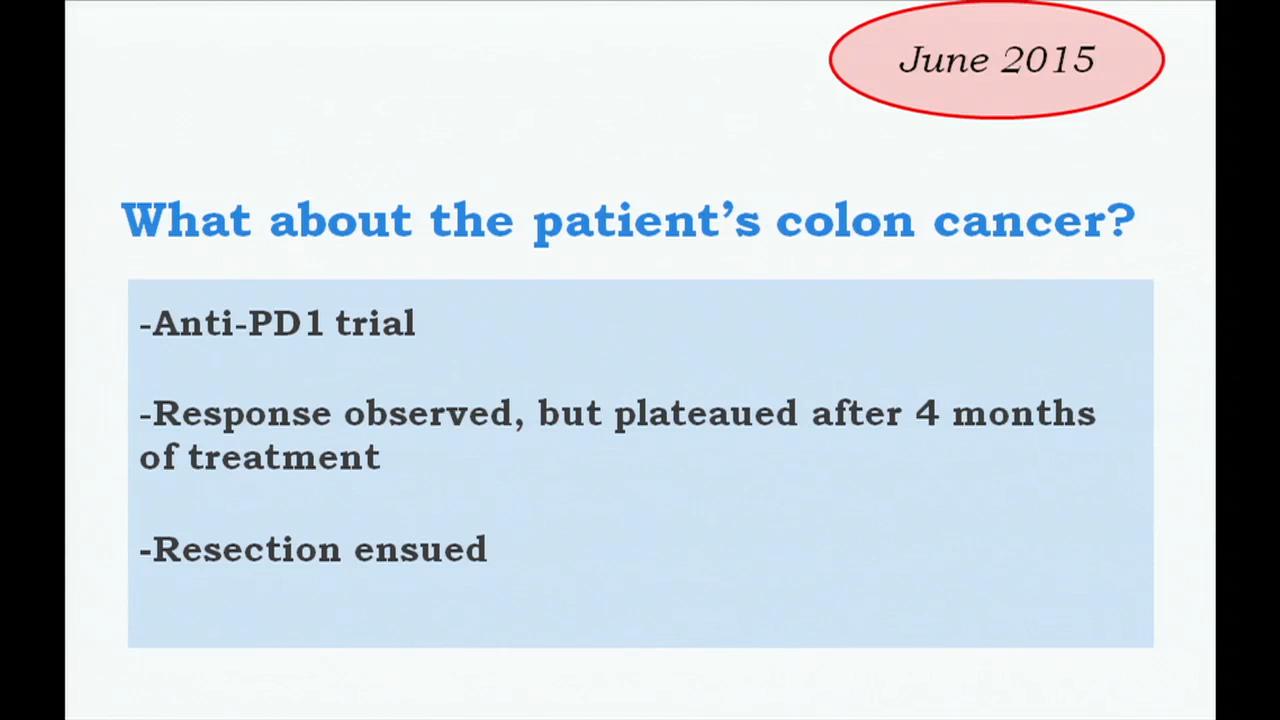 June 2015
What about the patient’s colon cancer?
-Anti-PD1 trial
-Response observed, but plateaued after 4 months
of treatment
-Resection ensued